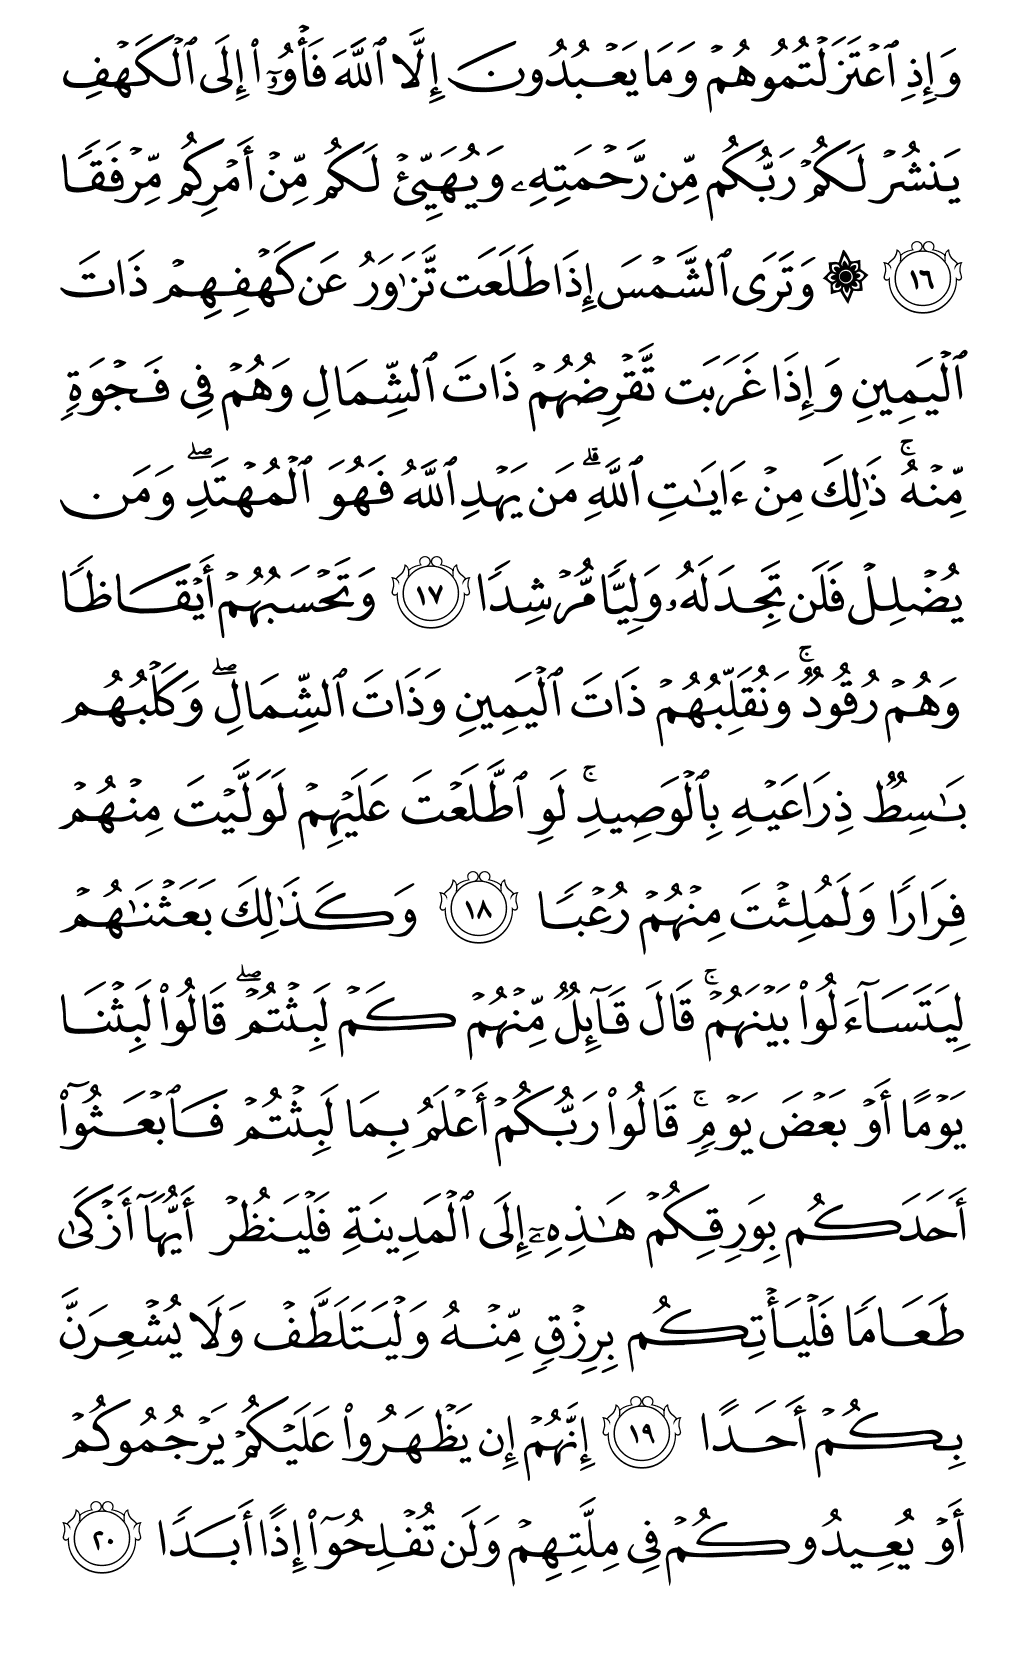 وَإِذِ ٱعۡتَزَلۡتُمُوهُمۡ وَمَا يَعۡبُدُونَ إِلَّا ٱللَّهَ فَأۡوُۥٓاْ إِلَى ٱلۡكَهۡفِ
يَنشُرۡ لَكُمۡ رَبُّكُم مِّن رَّحۡمَتِهِۦ وَيُهَيِّئۡ لَكُم مِّنۡ أَمۡرِكُم مِّرۡفَقٗا
١٦ ۞ وَتَرَى ٱلشَّمۡسَ إِذَا طَلَعَت تَّزَٰوَرُ عَن كَهۡفِهِمۡ ذَاتَ
ٱلۡيَمِينِ وَإِذَا غَرَبَت تَّقۡرِضُهُمۡ ذَاتَ ٱلشِّمَالِ وَهُمۡ فِي فَجۡوَةٖ
مِّنۡهُۚ ذَٰلِكَ مِنۡ ءَايَٰتِ ٱللَّهِۗ مَن يَهۡدِ ٱللَّهُ فَهُوَ ٱلۡمُهۡتَدِۖ وَمَن
يُضۡلِلۡ فَلَن تَجِدَ لَهُۥ وَلِيّٗا مُّرۡشِدٗا ١٧ وَتَحۡسَبُهُمۡ أَيۡقَاظٗا
وَهُمۡ رُقُودٞۚ وَنُقَلِّبُهُمۡ ذَاتَ ٱلۡيَمِينِ وَذَاتَ ٱلشِّمَالِۖ وَكَلۡبُهُم
بَٰسِطٞ ذِرَاعَيۡهِ بِٱلۡوَصِيدِۚ لَوِ ٱطَّلَعۡتَ عَلَيۡهِمۡ لَوَلَّيۡتَ مِنۡهُمۡ
فِرَارٗا وَلَمُلِئۡتَ مِنۡهُمۡ رُعۡبٗا ١٨ وَكَذَٰلِكَ بَعَثۡنَٰهُمۡ
لِيَتَسَآءَلُواْ بَيۡنَهُمۡۚ قَالَ قَآئِلٞ مِّنۡهُمۡ كَمۡ لَبِثۡتُمۡۖ قَالُواْ لَبِثۡنَا
يَوۡمًا أَوۡ بَعۡضَ يَوۡمٖۚ قَالُواْ رَبُّكُمۡ أَعۡلَمُ بِمَا لَبِثۡتُمۡ فَٱبۡعَثُوٓاْ
أَحَدَكُم بِوَرِقِكُمۡ هَٰذِهِۦٓ إِلَى ٱلۡمَدِينَةِ فَلۡيَنظُرۡ أَيُّهَآ أَزۡكَىٰ
طَعَامٗا فَلۡيَأۡتِكُم بِرِزۡقٖ مِّنۡهُ وَلۡيَتَلَطَّفۡ وَلَا يُشۡعِرَنَّ
بِكُمۡ أَحَدًا ١٩ إِنَّهُمۡ إِن يَظۡهَرُواْ عَلَيۡكُمۡ يَرۡجُمُوكُمۡ
أَوۡ يُعِيدُوكُمۡ فِي مِلَّتِهِمۡ وَلَن تُفۡلِحُوٓاْ إِذًا أَبَدٗا ٢٠